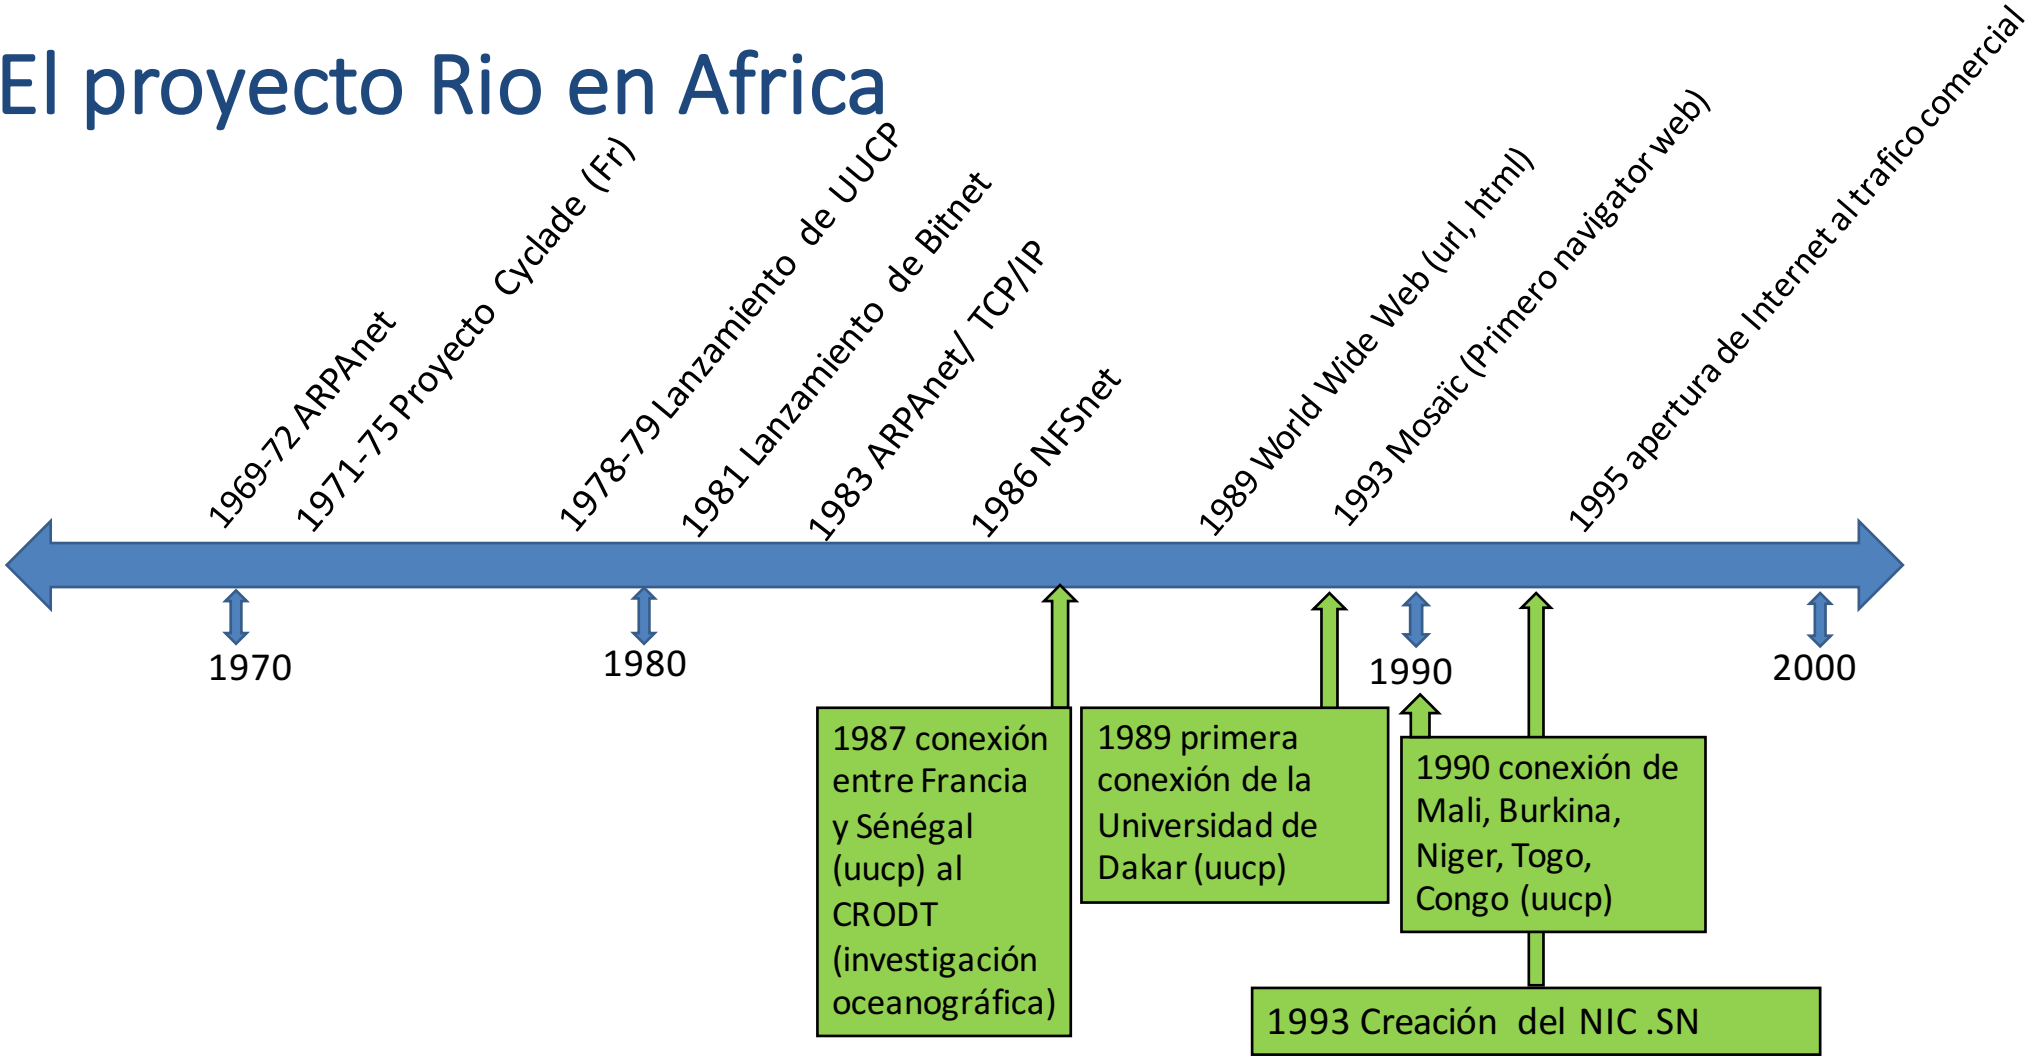 El proyecto Rio en Africa
1969-72 ARPAnet
1971-75 Proyecto Cyclade (Fr)
1978-79 Lanzamiento de UUCP
1981 Lanzamiento de Bitnet
1983 ARPAnet/ TCP/IP
1986 NFSnet
1989 World Wide Web (url, html)
1993 Mosaïc (Primero navigator web)
1995 apertura de Internet al trafico comercial
1970
1980
1990
2000
1987 conexión
entre Francia
y Sénégal
(uucp) al
CRODT
(investigación
oceanográfica)
1989 primera
conexión de la
Universidad de
Dakar (uucp)
1990 conexión de
Mali, Burkina,
Niger, Togo,
Congo (uucp)
1993 Creación del NIC .SN